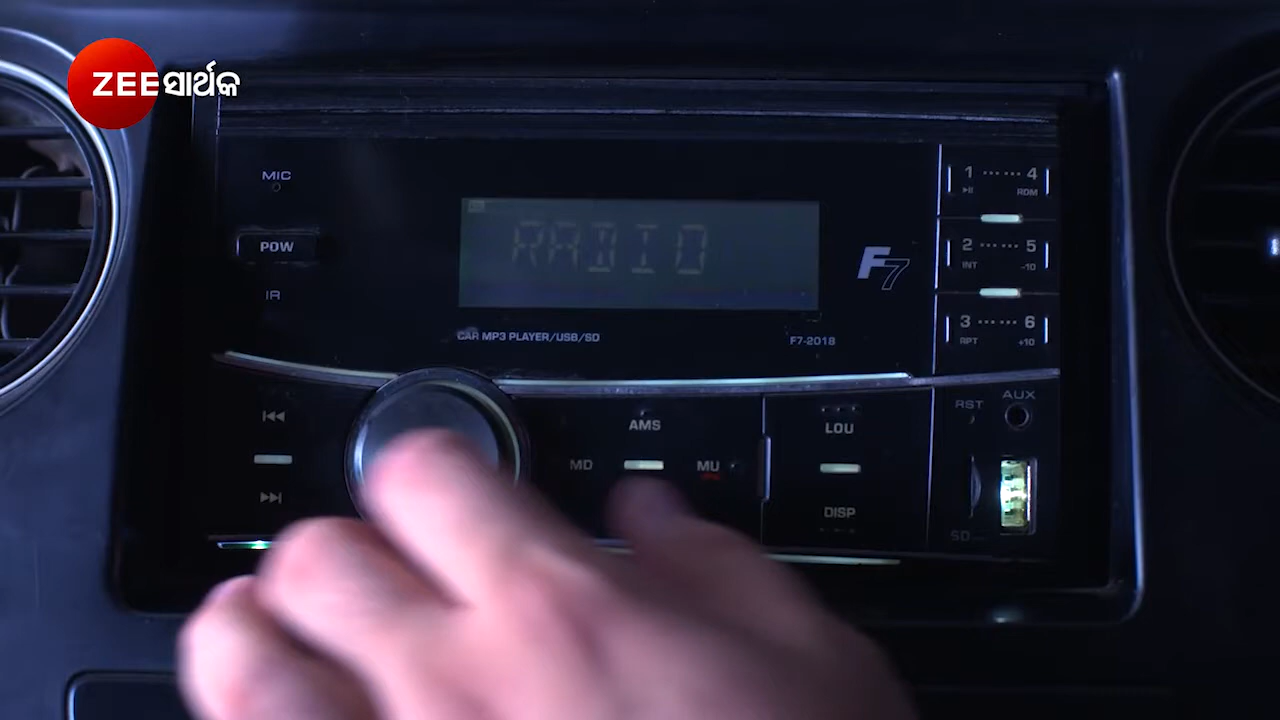 ZEE ସାର୍ଥକ
MIC
POW
IR
RADIO
F7
CAR MP3 PLAYER/USB/SD
F7-2018
1 ······ 4
RDM
2 ······ 5
INT -10
3 ······ 6
RPT +10
AMS
MD MU
LOU
DISP
RST AUX
SD